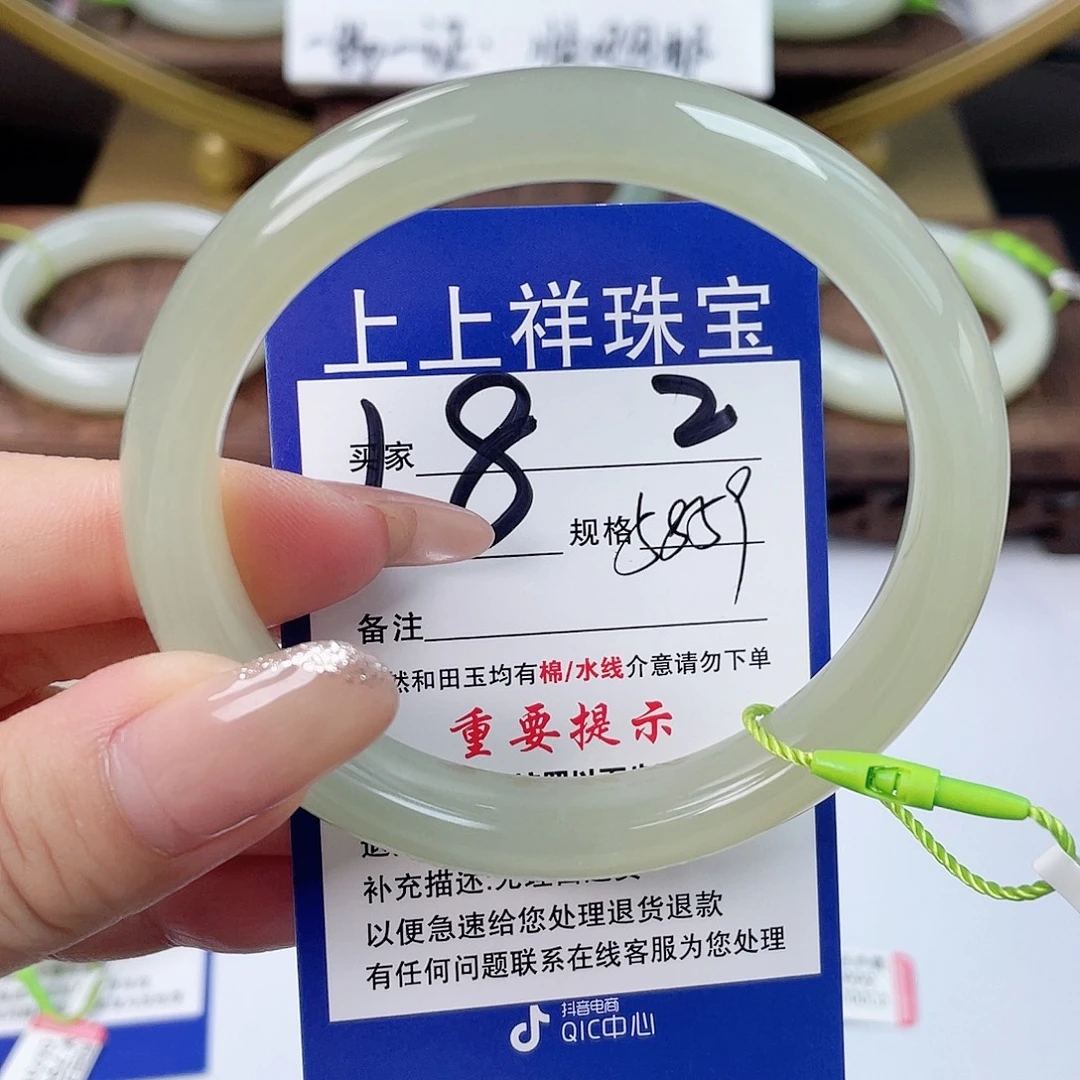 上上祥珠宝
18 2
买家
规格 5859
备注
然和田玉均有棉/水线介意请勿下单
重要提示
补充描述:
以便急速给您处理退货退款
有任何问题联系在线客服为您处理
抖音电商
QIC中心